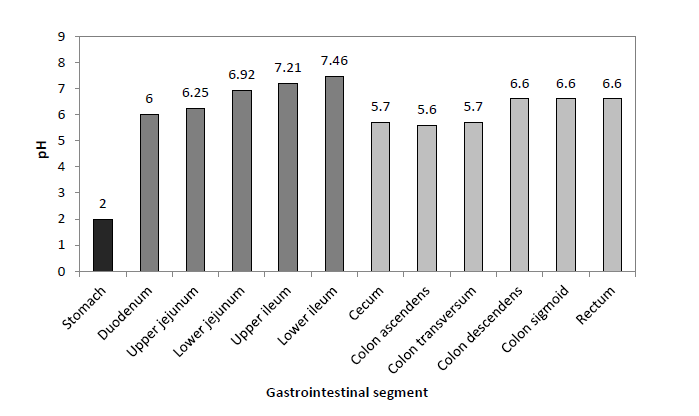 9
8
7
6
5
4
3
2
1
0
pH
2
6
6.25
6.92
7.21
7.46
5.7
5.6
5.7
6.6
6.6
6.6
Stomach
Duodenum
Upper jejunum
Lower jejunum
Upper ileum
Lower ileum
Cecum
Colon ascendens
Colon transversum
Colon descendens
Colon sigmoid
Rectum
Gastrointestinal segment